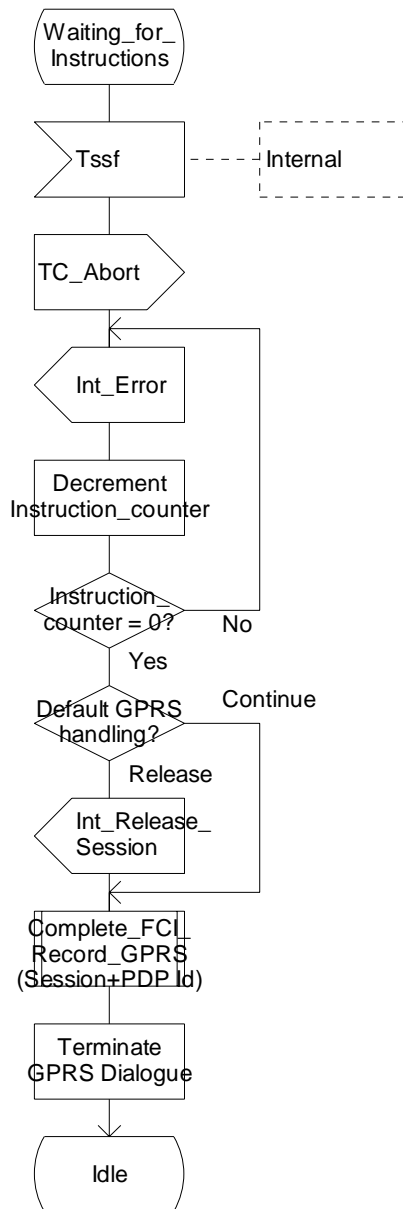 Waiting_for_
Instructions
Tssf
Internal
TC_Abort
Int_Error
Decrement
Instruction_counter
Instruction_
counter = 0?
No
Yes
Default GPRS
handling?
Continue
Release
Int_Release_
Session
Complete_FCI_
Record_GPRS
(Session+PDP Id)
Terminate
GPRS Dialogue
Idle